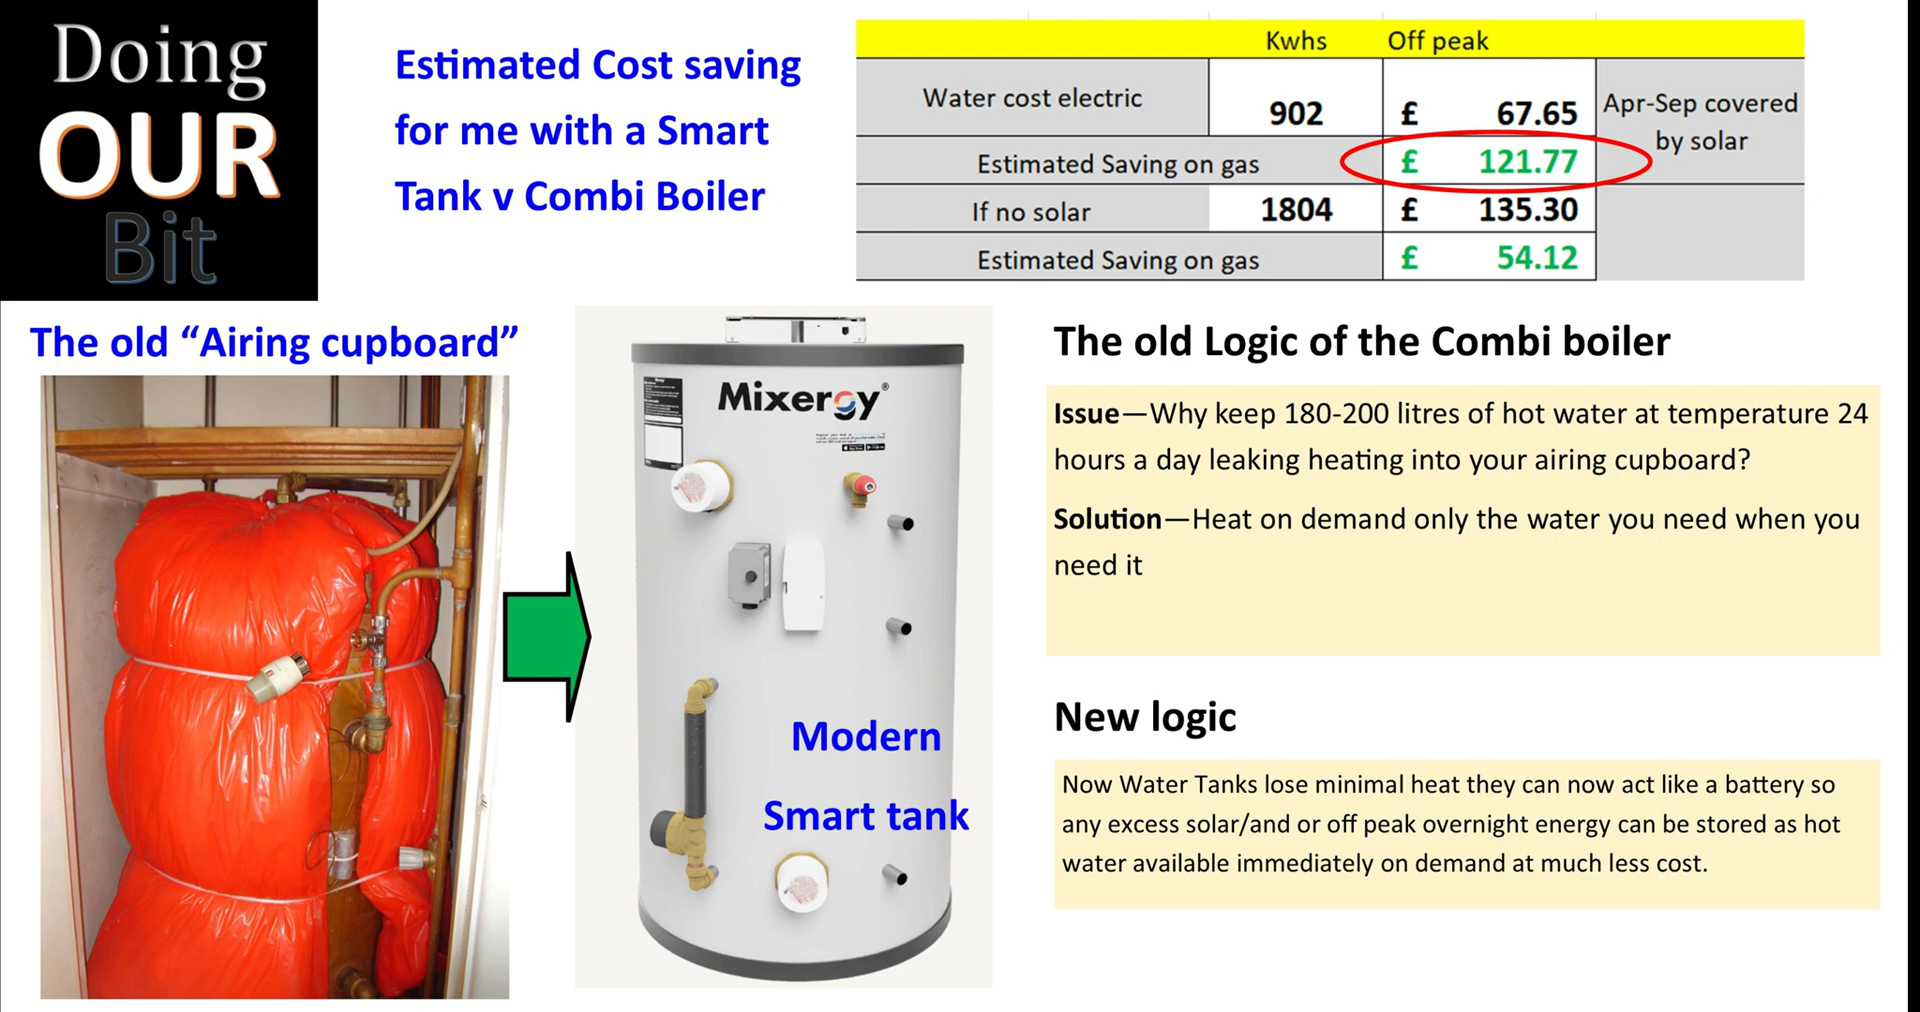 Doing
OUR
Bit
Estimated Cost saving
for me with a Smart
Tank v Combi Boiler
Kwhs Off peak
Water cost electric 902 £ 67.65 Apr-Sep covered
by solar
Estimated Saving on gas £ 121.77
If no solar 1804 £ 135.30
Estimated Saving on gas £ 54.12
The old “Airing cupboard”
Mixergy®
Modern
Smart tank
The old Logic of the Combi boiler
Issue—Why keep 180-200 litres of hot water at temperature 24
hours a day leaking heating into your airing cupboard?
Solution—Heat on demand only the water you need when you
need it
New logic
Now Water Tanks lose minimal heat they can now act like a battery so
any excess solar/and or off peak overnight energy can be stored as hot
water available immediately on demand at much less cost.